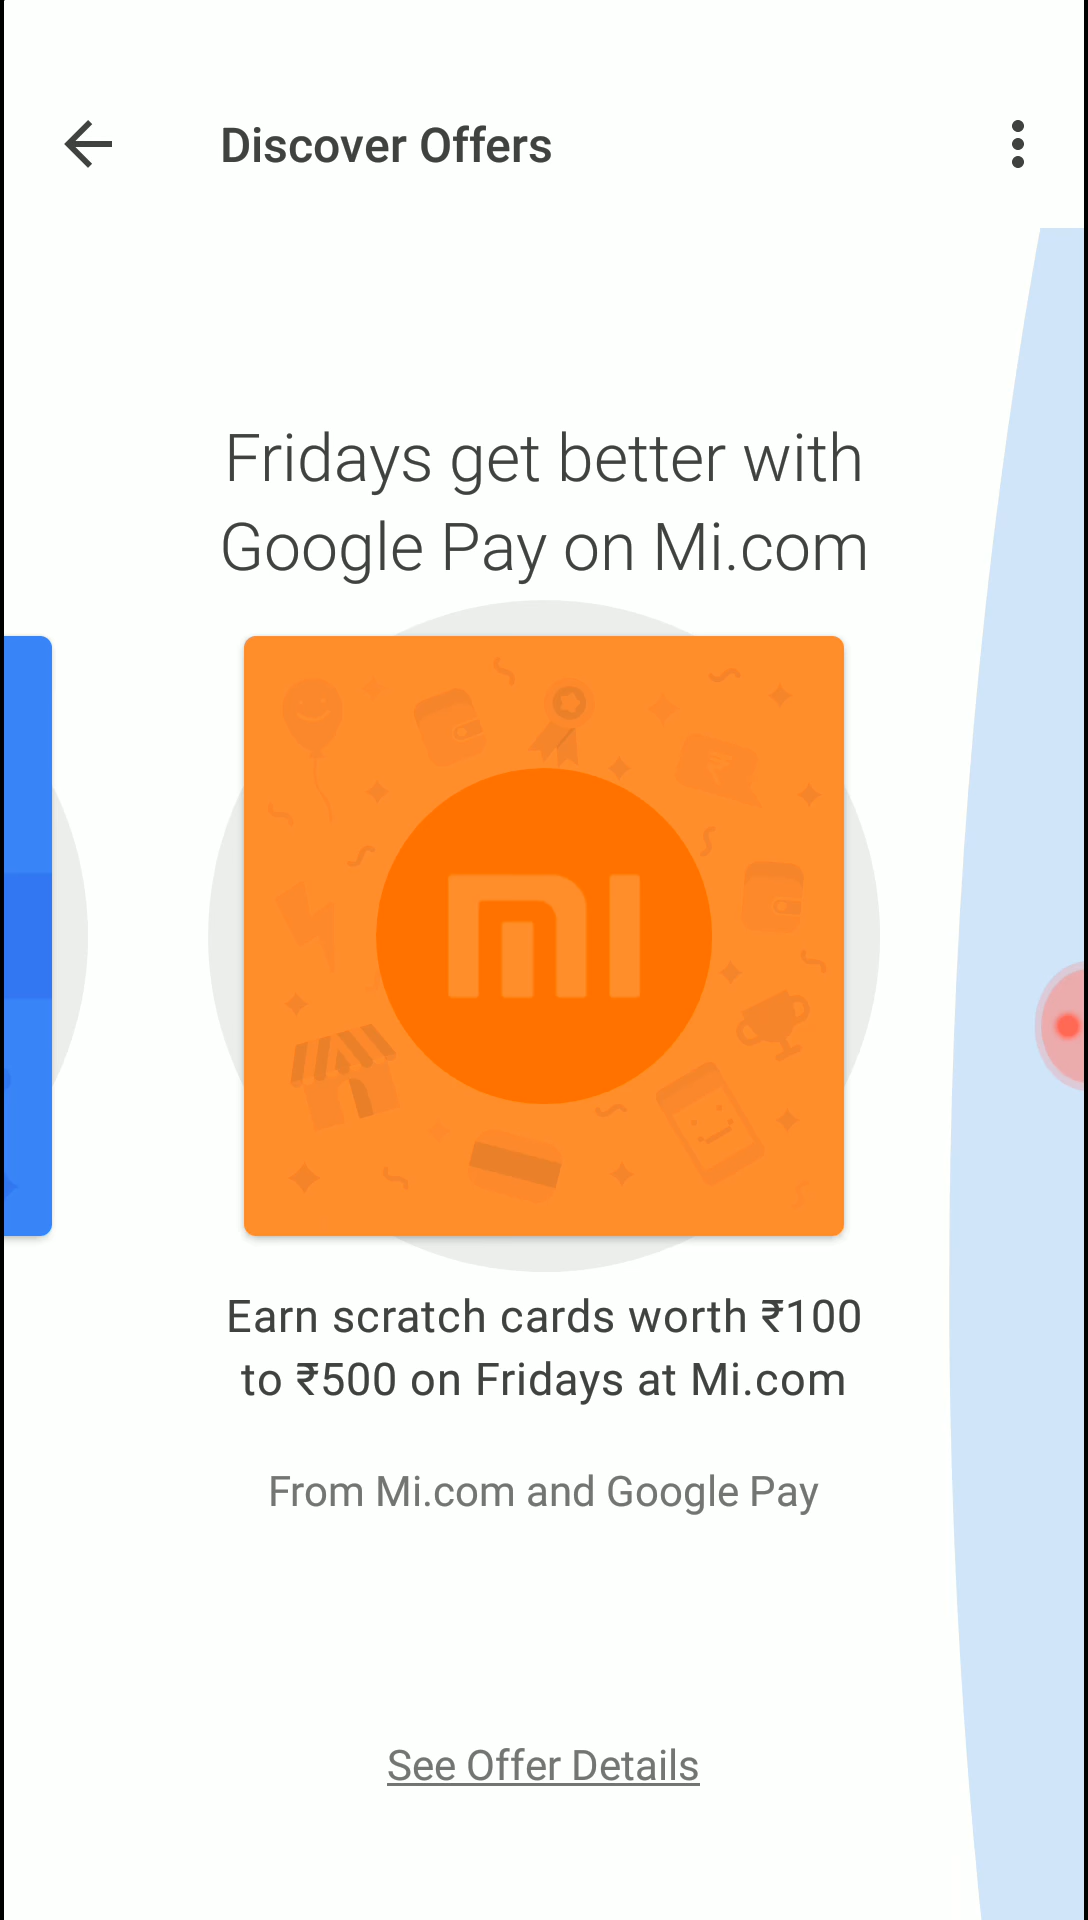 Discover Offers
Fridays get better with
Google Pay on Mi.com
mi
Earn scratch cards worth ₹100
to ₹500 on Fridays at Mi.com
From Mi.com and Google Pay
See Offer Details